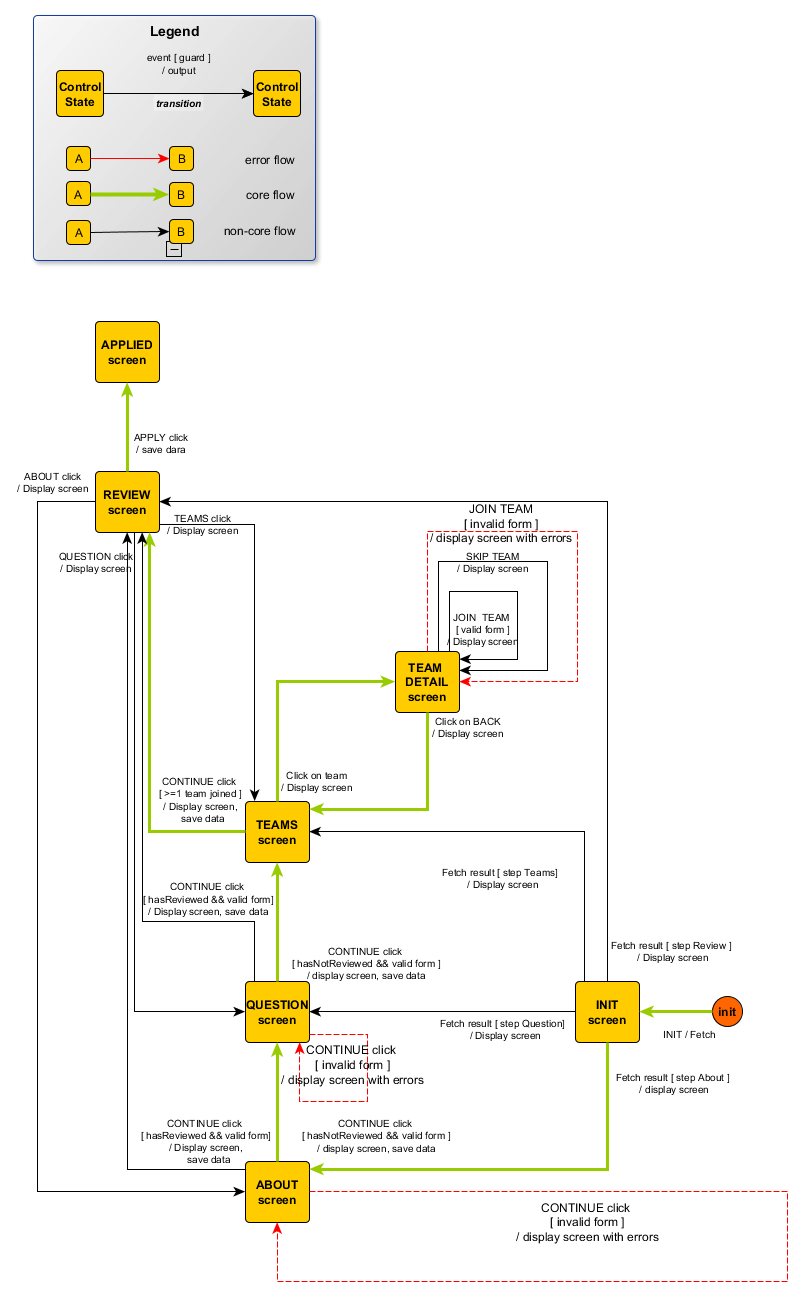 Legend
event [ guard ]
/ output
Control
State
Control
State
transition
A
B
error flow
A
B
core flow
A
B
non-core flow
APPLIED
screen
APPLY click
/ save dara
ABOUT click
/ Display screen
REVIEW
screen
TEAMS click
/ Display screen
QUESTION click
/ Display screen
JOIN TEAM
[ invalid form ]
/ display screen with errors
SKIP TEAM
/ Display screen
JOIN  TEAM
[ valid form ]
/ Display screen
TEAM
DETAIL
screen
Click on BACK
/ Display screen
CONTINUE click
[ >=1 team joined ]
/ Display screen,
save data
Click on team
/ Display screen
TEAMS
screen
Fetch result [ step Teams]
/ Display screen
CONTINUE click
[ hasReviewed && valid form]
/ Display screen, save data
CONTINUE click
[ hasNotReviewed && valid form ]
/ display screen, save data
Fetch result [ step Review ]
/ Display screen
QUESTION
screen
Fetch result [ step Question]
/ Display screen
INIT
screen
init
INIT / Fetch
CONTINUE click
[ invalid form ]
/ display screen with errors
Fetch result [ step About ]
/ display screen
CONTINUE click
[ hasReviewed && valid form]
/ Display screen,
save data
CONTINUE click
[ hasNotReviewed && valid form ]
/ display screen, save data
ABOUT
screen
CONTINUE click
[ invalid form ]
/ display screen with errors